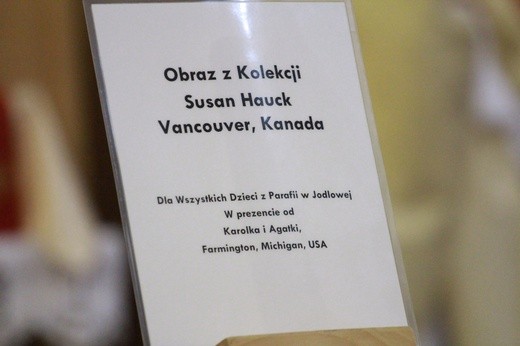 Obraz z Kolekcji
Susan Hauck
Vancouver, Kanada
Dla Wszystkich Dzieci z Parafii w Jodlowej
W prezencie od
Karolka i Agatki,
Farmington, Michigan, USA